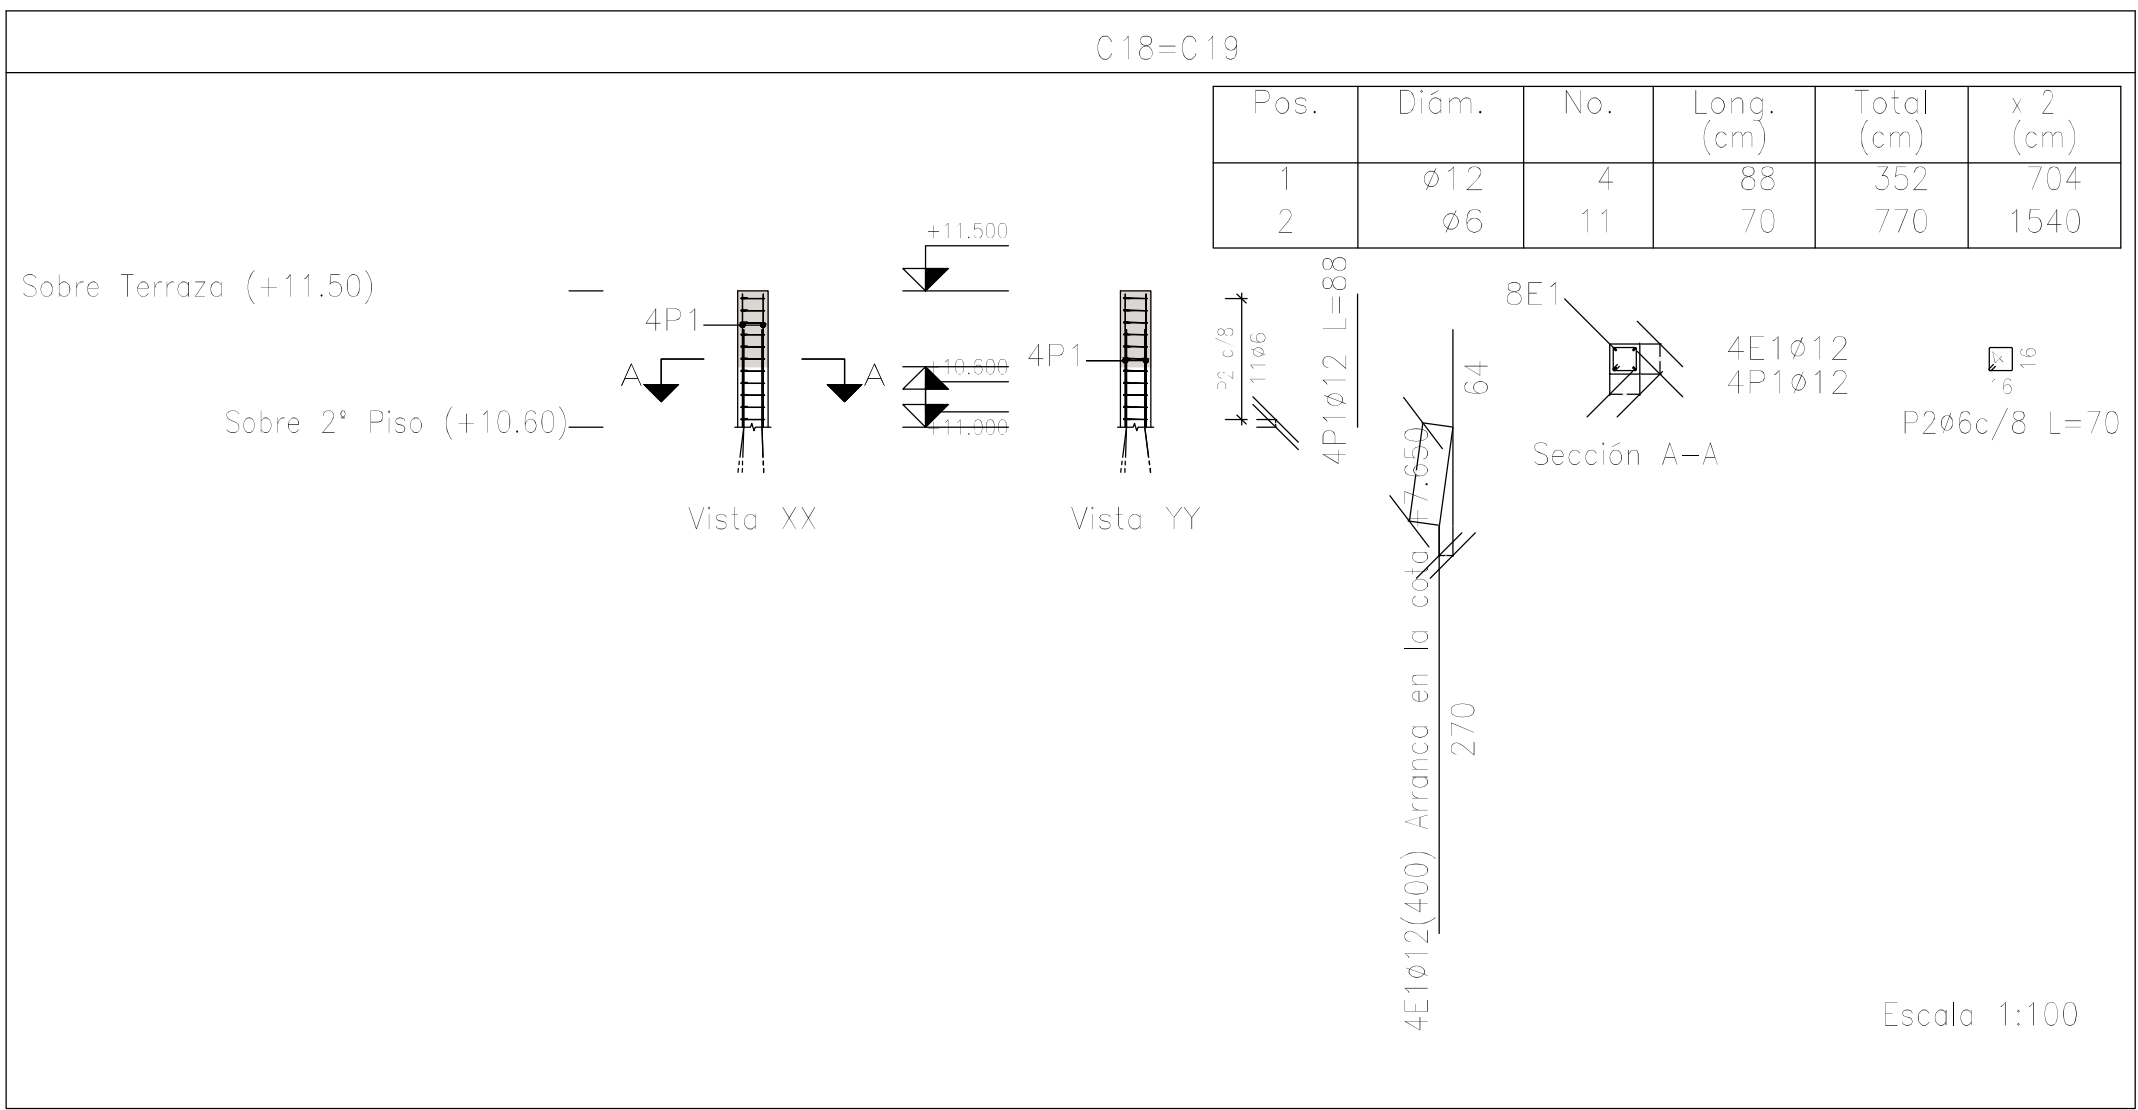 C18=C19
Pos. Diám. No. Long. (cm) Total (cm) x 2 (cm)
1 ø12 4 88 352 704
2 ø6 11 70 770 1540
Sobre Terraza (+11.50)
Sobre 2° Piso (+10.60)
4P1
A
A
Vista XX
+11.500
+10.600
+11.000
4P1
Vista YY
P2 c/8
11ø6
4P1ø12 L=88
64
270
4E1ø12(400) Arranca en la cota +7.650
8E1
4E1ø12
4P1ø12
Sección A-A
16
16
P2ø6c/8 L=70
Escala 1:100